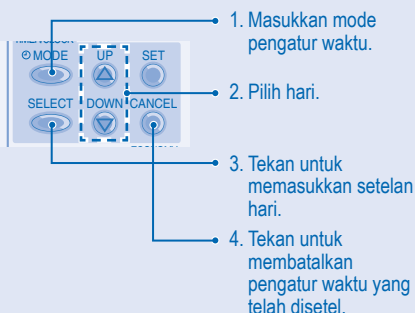 1. Masukkan mode
pengatur waktu.
MODE UP SET
2. Pilih hari.
SELECT DOWN CANCEL
3. Tekan untuk
memasukkan setelan
hari.
4. Tekan untuk
membatalkan
pengatur waktu yang
telah disetel.